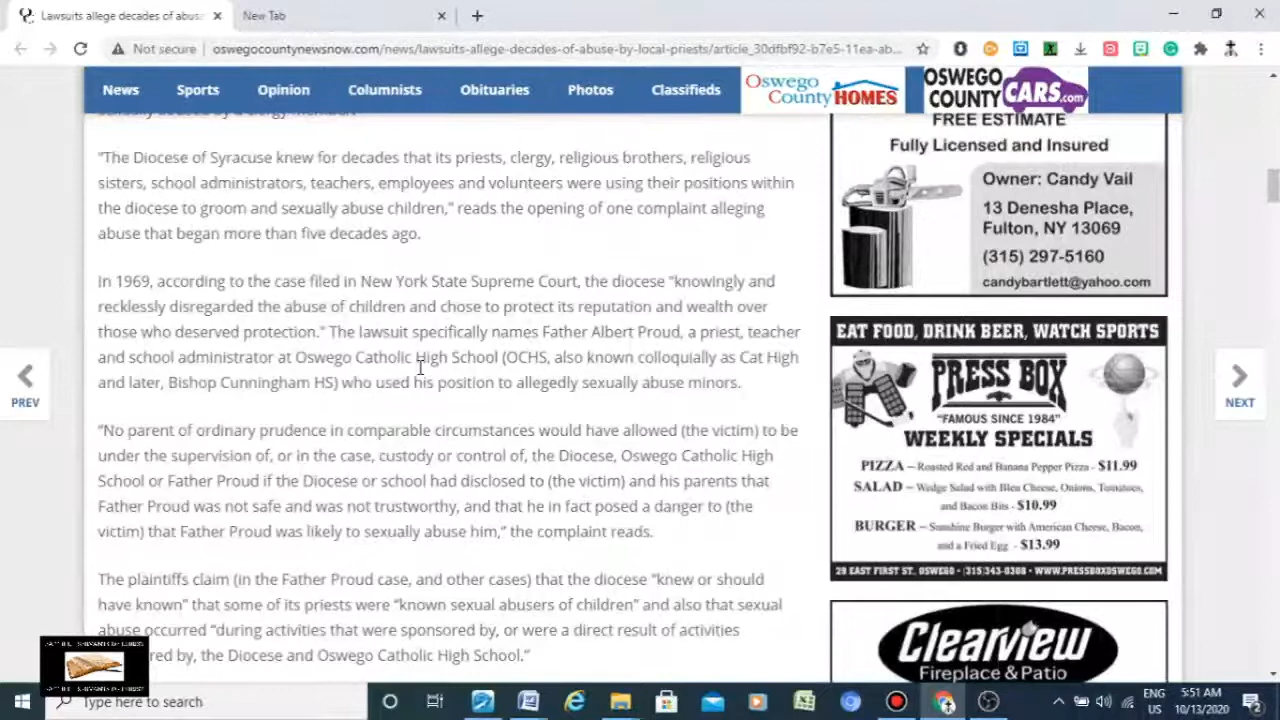 Lawsuits allege decades of abuse
New Tab
Not secure | oswegocountynewsnow.com/news/lawsuits-allege-decades-of-abuse-by-local-priests/article_30dfbf92-b7e5-11ea-ab...
News Sports Opinion Columnists Obituaries Photos Classifieds
Oswego
County HOMES
OSWEGO
COUNTY
CARS.com
sexually abused by a clergy member.
"The Diocese of Syracuse knew for decades that its priests, clergy, religious brothers, religious
sisters, school administrators, teachers, employees and volunteers were using their positions within
the diocese to groom and sexually abuse children," reads the opening of one complaint alleging
abuse that began more than five decades ago.
In 1969, according to the case filed in New York State Supreme Court, the diocese "knowingly and
recklessly disregarded the abuse of children and chose to protect its reputation and wealth over
those who deserved protection." The lawsuit specifically names Father Albert Proud, a priest, teacher
and school administrator at Oswego Catholic High School (OCHS, also known colloquially as Cat High
and later, Bishop Cunningham HS) who used his position to allegedly sexually abuse minors.
"No parent of ordinary prudence in comparable circumstances would have allowed (the victim) to be
under the supervision of, or in the case, custody or control of, the Diocese, Oswego Catholic High
School or Father Proud if the Diocese or school had disclosed to (the victim) and his parents that
Father Proud was not safe and was not trustworthy, and that he in fact posed a danger to (the
victim) that Father Proud was likely to sexually abuse him," the complaint reads.
The plaintiffs claim (in the Father Proud case, and other cases) that the diocese "knew or should
have known" that some of its priests were "known sexual abusers of children" and also that sexual
abuse occurred "during activities that were sponsored by, or were a direct result of activities
red by, the Diocese and Oswego Catholic High School."
PREV
NEXT
FREE ESTIMATE
Fully Licensed and Insured
Owner: Candy Vail
13 Denesha Place,
Fulton, NY 13069
(315) 297-5160
candybartlett@yahoo.com
EAT FOOD, DRINK BEER, WATCH SPORTS
PRESS BOX
"FAMOUS SINCE 1984"
WEEKLY SPECIALS
PIZZA – Roasted Red and Banana Pepper Pizza - $11.99
SALAD – Wedge Salad with Bleu Cheese, Onions, Tomatoes,
and Bacon Bits - $10.99
BURGER – Sunshine Burger with American Cheese, Bacon,
and a Fried Egg - $13.99
29 EAST FIRST ST., OSWEGO • (315)343-0308 • WWW.PRESSBOXOSWEGO.COM
Clearview
Fireplace & Patio
Type here to search
ENG
US
5:51 AM
10/13/2020
2